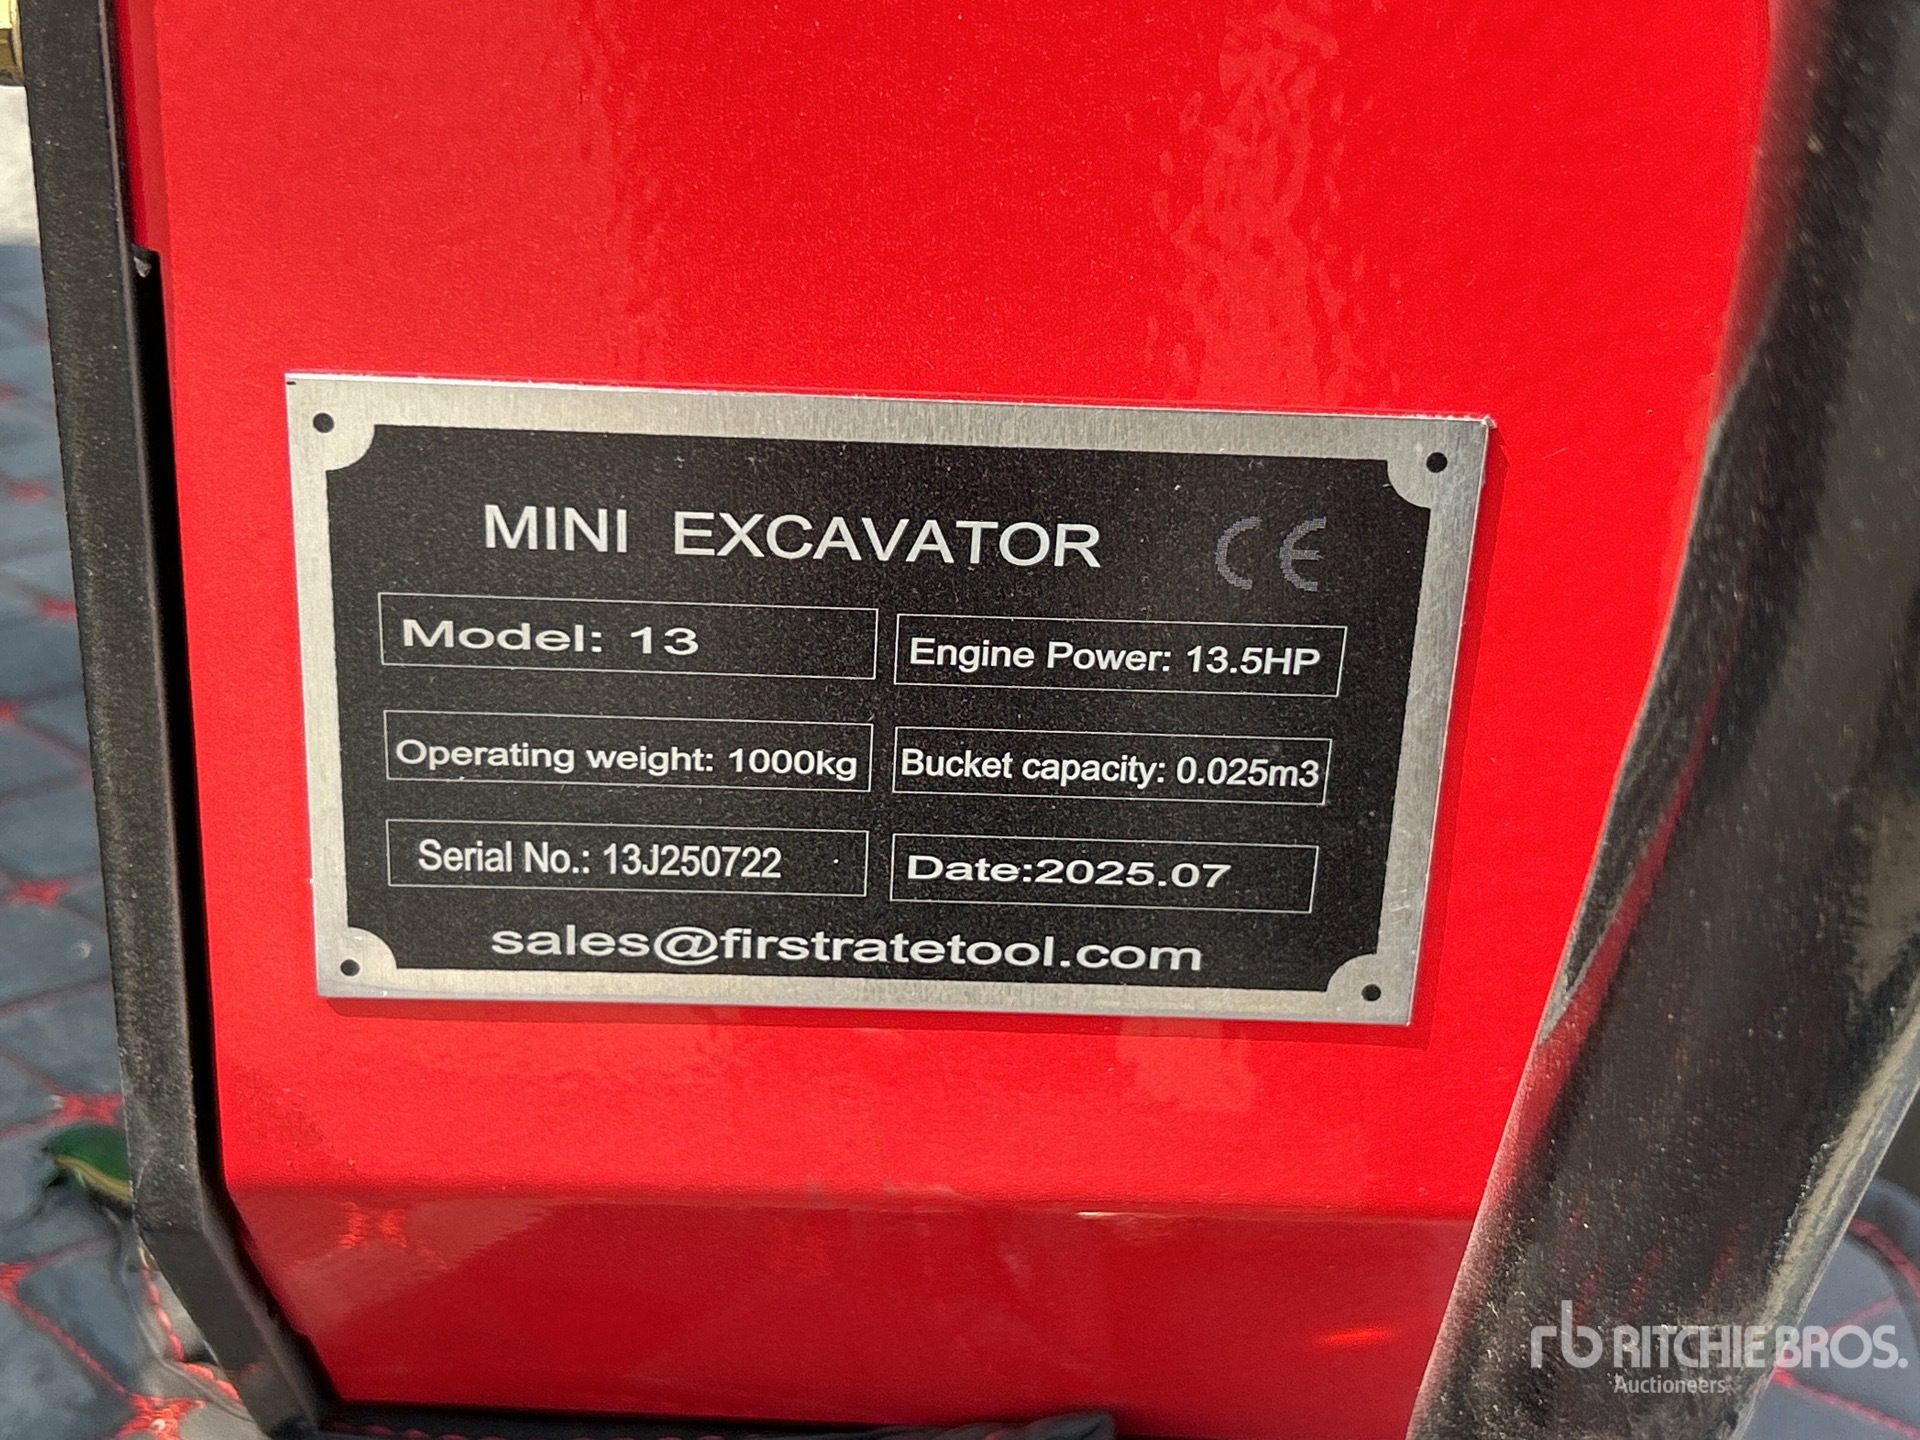 MINI EXCAVATOR CE
Model: 13
Engine Power: 13.5HP
Operating weight: 1000kg
Bucket capacity: 0.025m3
Serial No.: 13J250722
Date:2025.07
sales@firstratetool.com
rb RITCHIE BROS.
Auctioneers